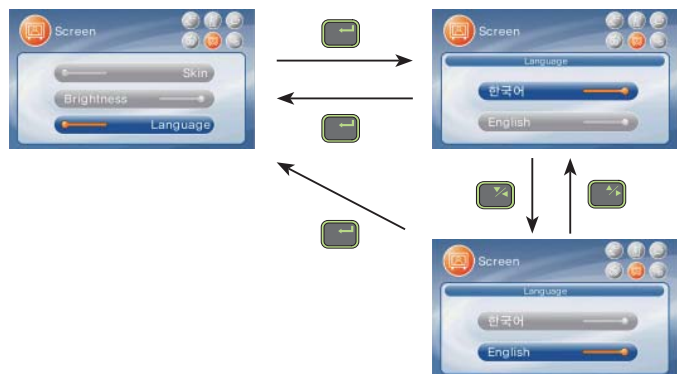 Screen
Skin
Brightness
Language
Screen
Language
한국어
English
Screen
Language
한국어
English